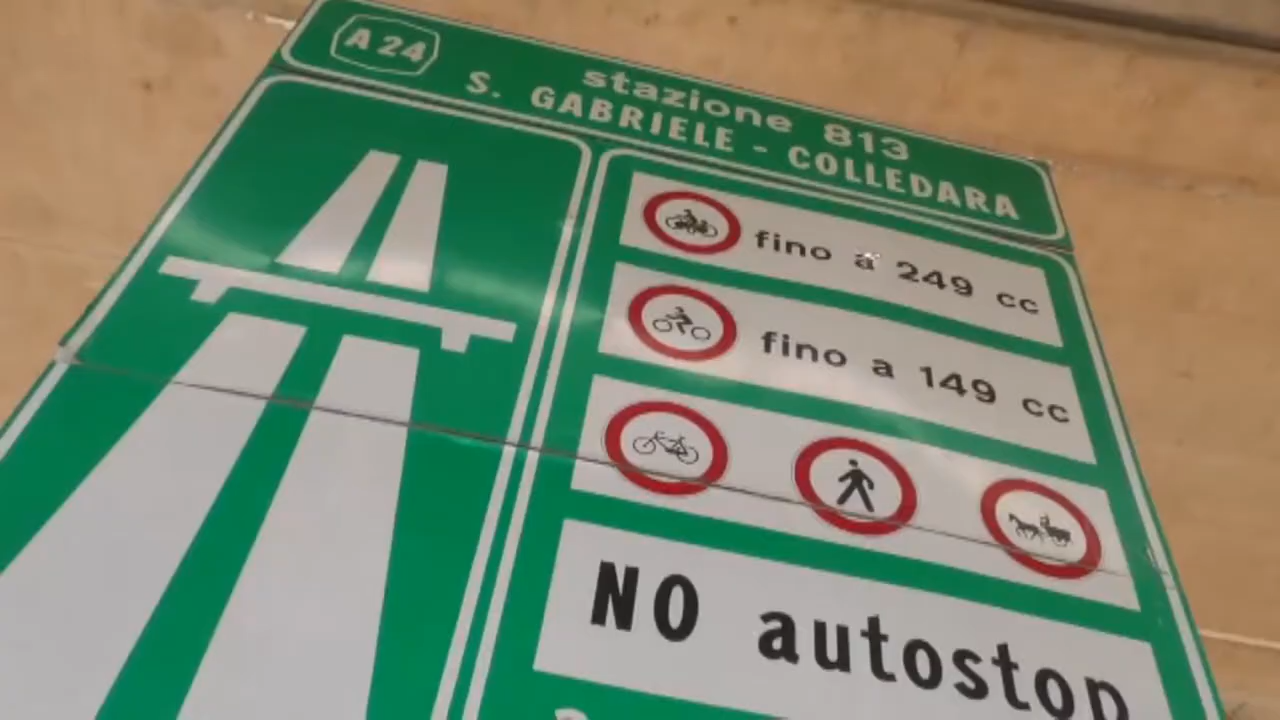 A 24
stazione 813
S. GABRIELE - COLLEDARA
fino a 249 cc
fino a 149 cc
NO autostop